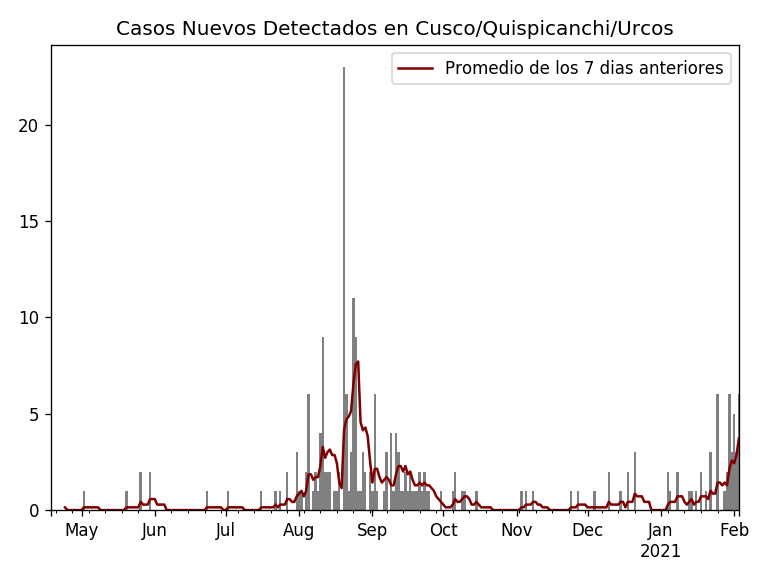 Casos Nuevos Detectados en Cusco/Quispicanchi/Urcos
Promedio de los 7 dias anteriores
20
15
10
5
0
May Jun Jul Aug Sep Oct Nov Dec Jan Feb
2021